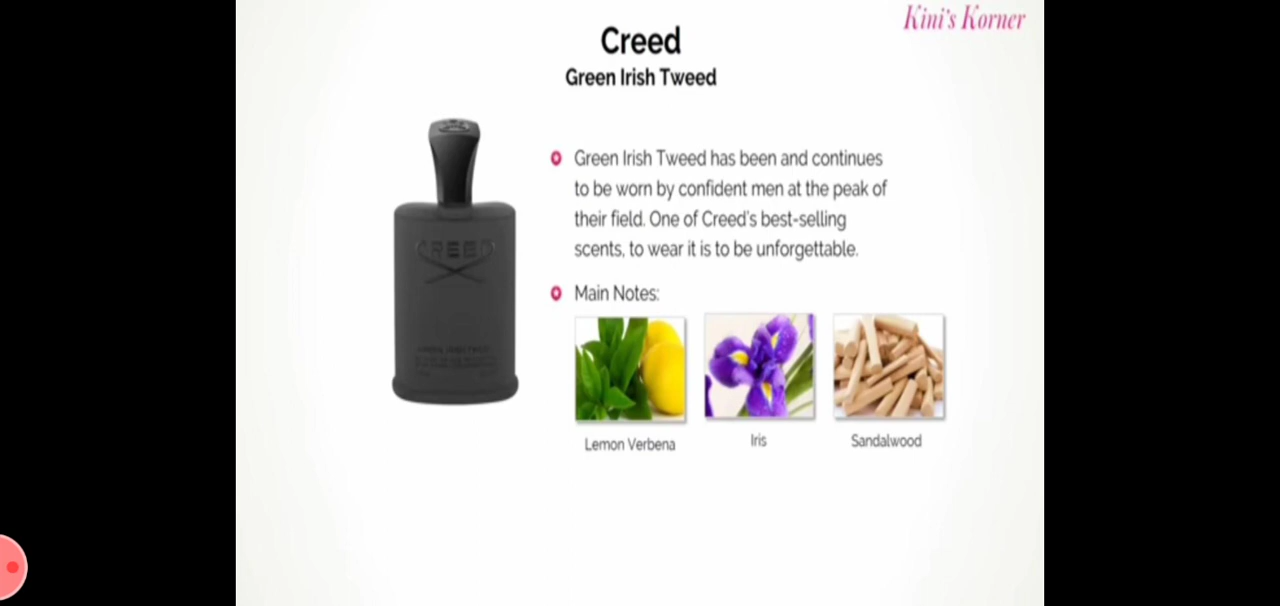 Kini's Korner
Creed
Green Irish Tweed
Green Irish Tweed has been and continues
to be worn by confident men at the peak of
their field. One of Creed's best-selling
scents, to wear it is to be unforgettable.
Main Notes:
CREED
Lemon Verbena
Iris
Sandalwood